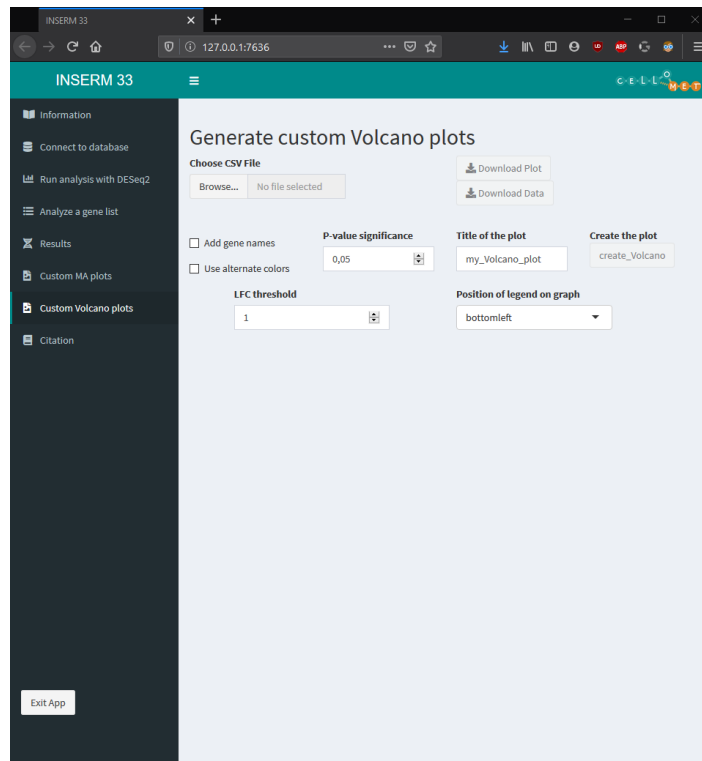 INSERM 33
127.0.0.1:7636
INSERM 33
C-E-L-L-O
M-E-T
Information
Connect to database
Run analysis with DESeq2
Analyze a gene list
Results
Custom MA plots
Custom Volcano plots
Citation
Exit App
Generate custom Volcano plots
Choose CSV File
Browse... No file selected
Download Plot
Download Data
Add gene names
Use alternate colors
P-value significance
0,05
Title of the plot
my_Volcano_plot
Create the plot
create_Volcano
LFC threshold
1
Position of legend on graph
bottomleft